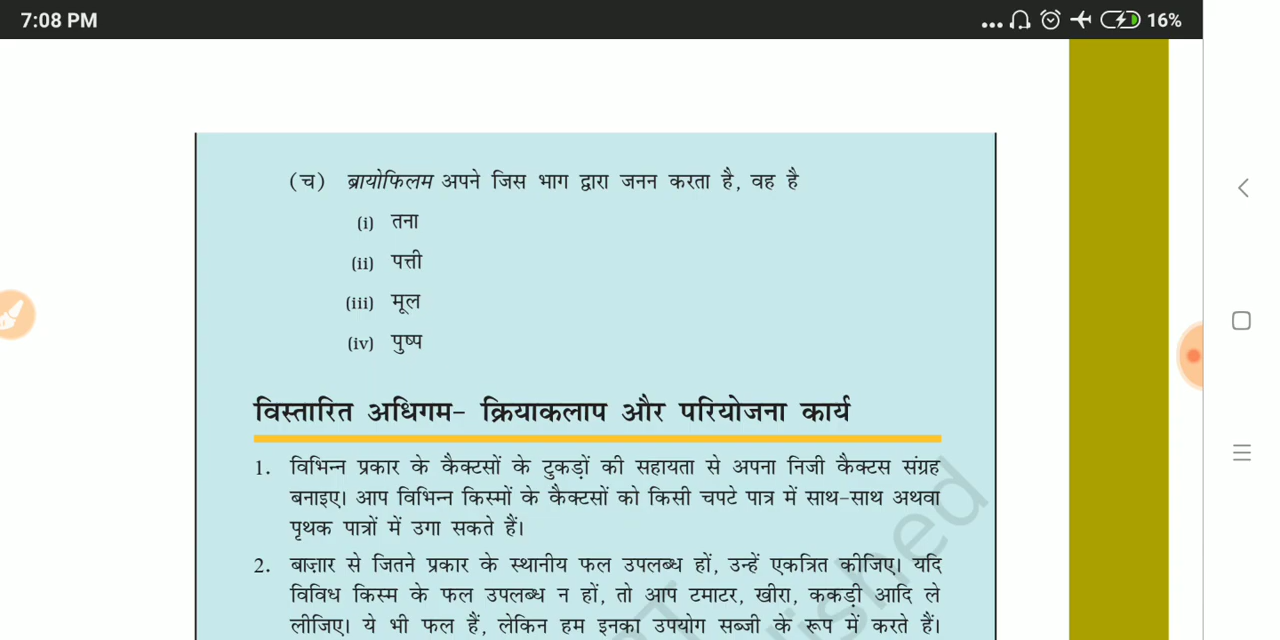 7:08 PM
16%
(च) ब्रायोफिलम अपने जिस भाग द्वारा जनन करता है, वह है
(i) तना
(ii) पत्ती
(iii) मूल
(iv) पुष्प
विस्तारित अधिगम- क्रियाकलाप और परियोजना कार्य
1. विभिन्न प्रकार के कैक्टसों के टुकड़ों की सहायता से अपना निजी कैक्टस संग्रह
बनाइए। आप विभिन्न किस्मों के कैक्टसों को किसी चपटे पात्र में साथ-साथ अथवा
पृथक पात्रों में उगा सकते हैं।
2. बाज़ार से जितने प्रकार के स्थानीय फल उपलब्ध हों, उन्हें एकत्रित कीजिए। यदि
विविध किस्म के फल उपलब्ध न हों, तो आप टमाटर, खीरा, ककड़ी आदि ले
लीजिए। ये भी फल हैं, लेकिन हम इनका उपयोग सब्जी के रूप में करते हैं।